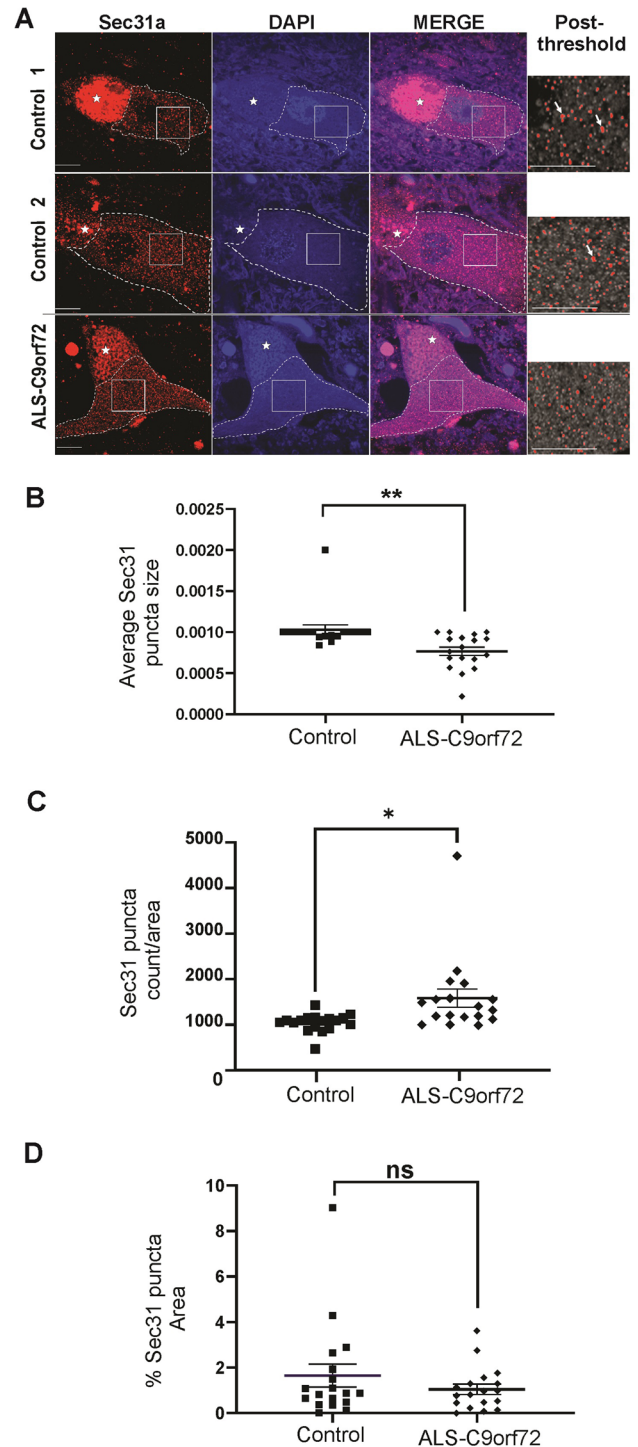 A
Sec31a DAPI MERGE Post-
threshold
Control 1
Control 2
ALS-C9orf72
B
**
Average Sec31
puncta size
0.0025
0.0020
0.0015
0.0010
0.0005
0.0000
Control ALS-C9orf72
C
*
Sec31 puncta
count/area
5000
4000
3000
2000
1000
0
Control ALS-C9orf72
D
ns
% Sec31 puncta
Area
10
8
6
4
2
0
Control ALS-C9orf72